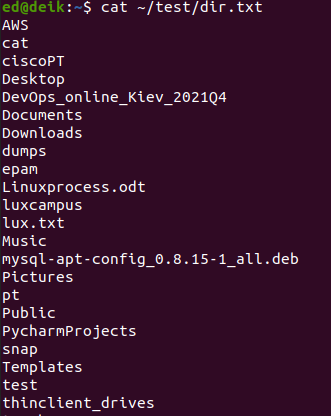 ed@deik:~$ cat ~/test/dir.txt
AWS
cat
ciscoPT
Desktop
DevOps_online_Kiev_2021Q4
Documents
Downloads
dumps
epam
Linuxprocess.odt
luxcampus
lux.txt
Music
mysql-apt-config_0.8.15-1_all.deb
Pictures
pt
Public
PycharmProjects
snap
Templates
test
thinclient_drives